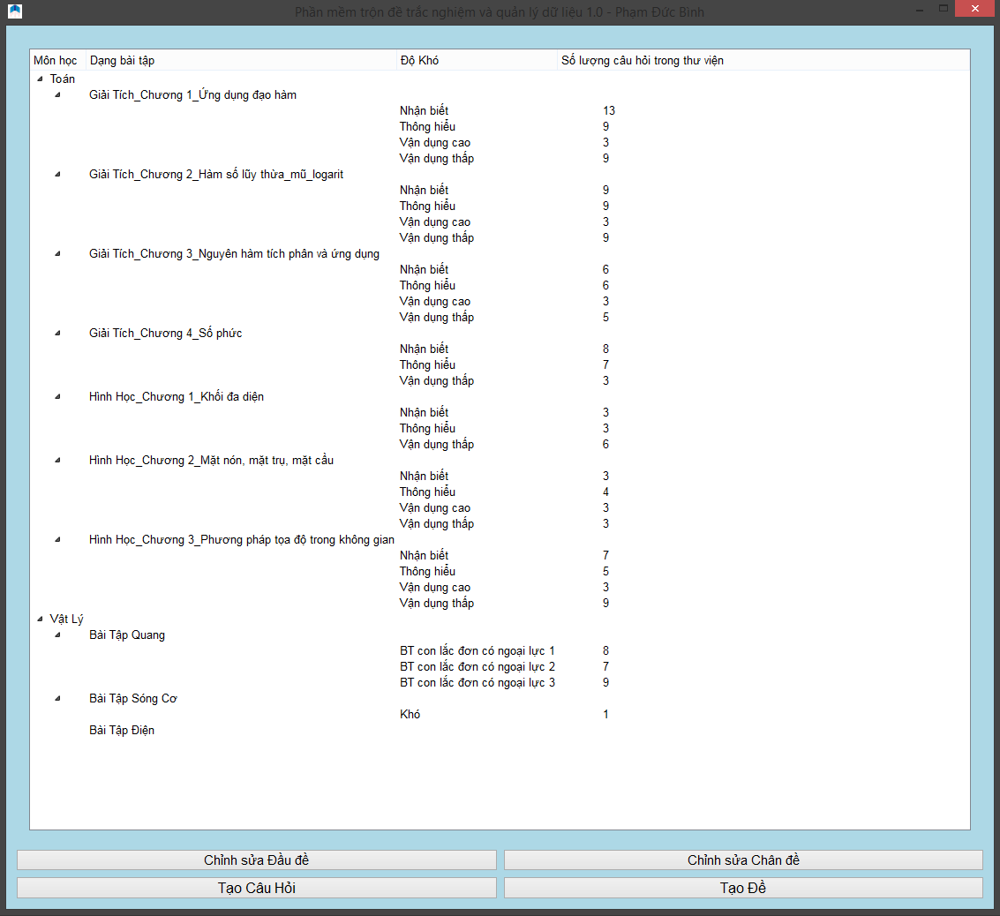 Phần mềm trộn đề trắc nghiệm và quản lý dữ liệu 1.0 - Phạm Đức Bình
Môn học Dạng bài tập Độ Khó Số lượng câu hỏi trong thư viện
Toán
Giải Tích_Chương 1_Ứng dụng đạo hàm
Nhận biết 13
Thông hiểu 9
Vận dụng cao 3
Vận dụng thấp 9
Giải Tích_Chương 2_Hàm số lũy thừa_mũ_logarit
Nhận biết 9
Thông hiểu 9
Vận dụng cao 3
Vận dụng thấp 9
Giải Tích_Chương 3_Nguyên hàm tích phân và ứng dụng
Nhận biết 6
Thông hiểu 6
Vận dụng cao 3
Vận dụng thấp 5
Giải Tích_Chương 4_Số phức
Nhận biết 8
Thông hiểu 7
Vận dụng thấp 3
Hình Học_Chương 1_Khối đa diện
Nhận biết 3
Thông hiểu 3
Vận dụng thấp 6
Hình Học_Chương 2_Mặt nón, mặt trụ, mặt cầu
Nhận biết 3
Thông hiểu 4
Vận dụng cao 3
Vận dụng thấp 3
Hình Học_Chương 3_Phương pháp tọa độ trong không gian
Nhận biết 7
Thông hiểu 5
Vận dụng cao 3
Vận dụng thấp 9
Vật Lý
Bài Tập Quang
BT con lắc đơn có ngoại lực 1 8
BT con lắc đơn có ngoại lực 2 7
BT con lắc đơn có ngoại lực 3 9
Bài Tập Sóng Cơ
Khó 1
Bài Tập Điện
Chỉnh sửa Đầu đề Chỉnh sửa Chân đề
Tạo Câu Hỏi Tạo Đề